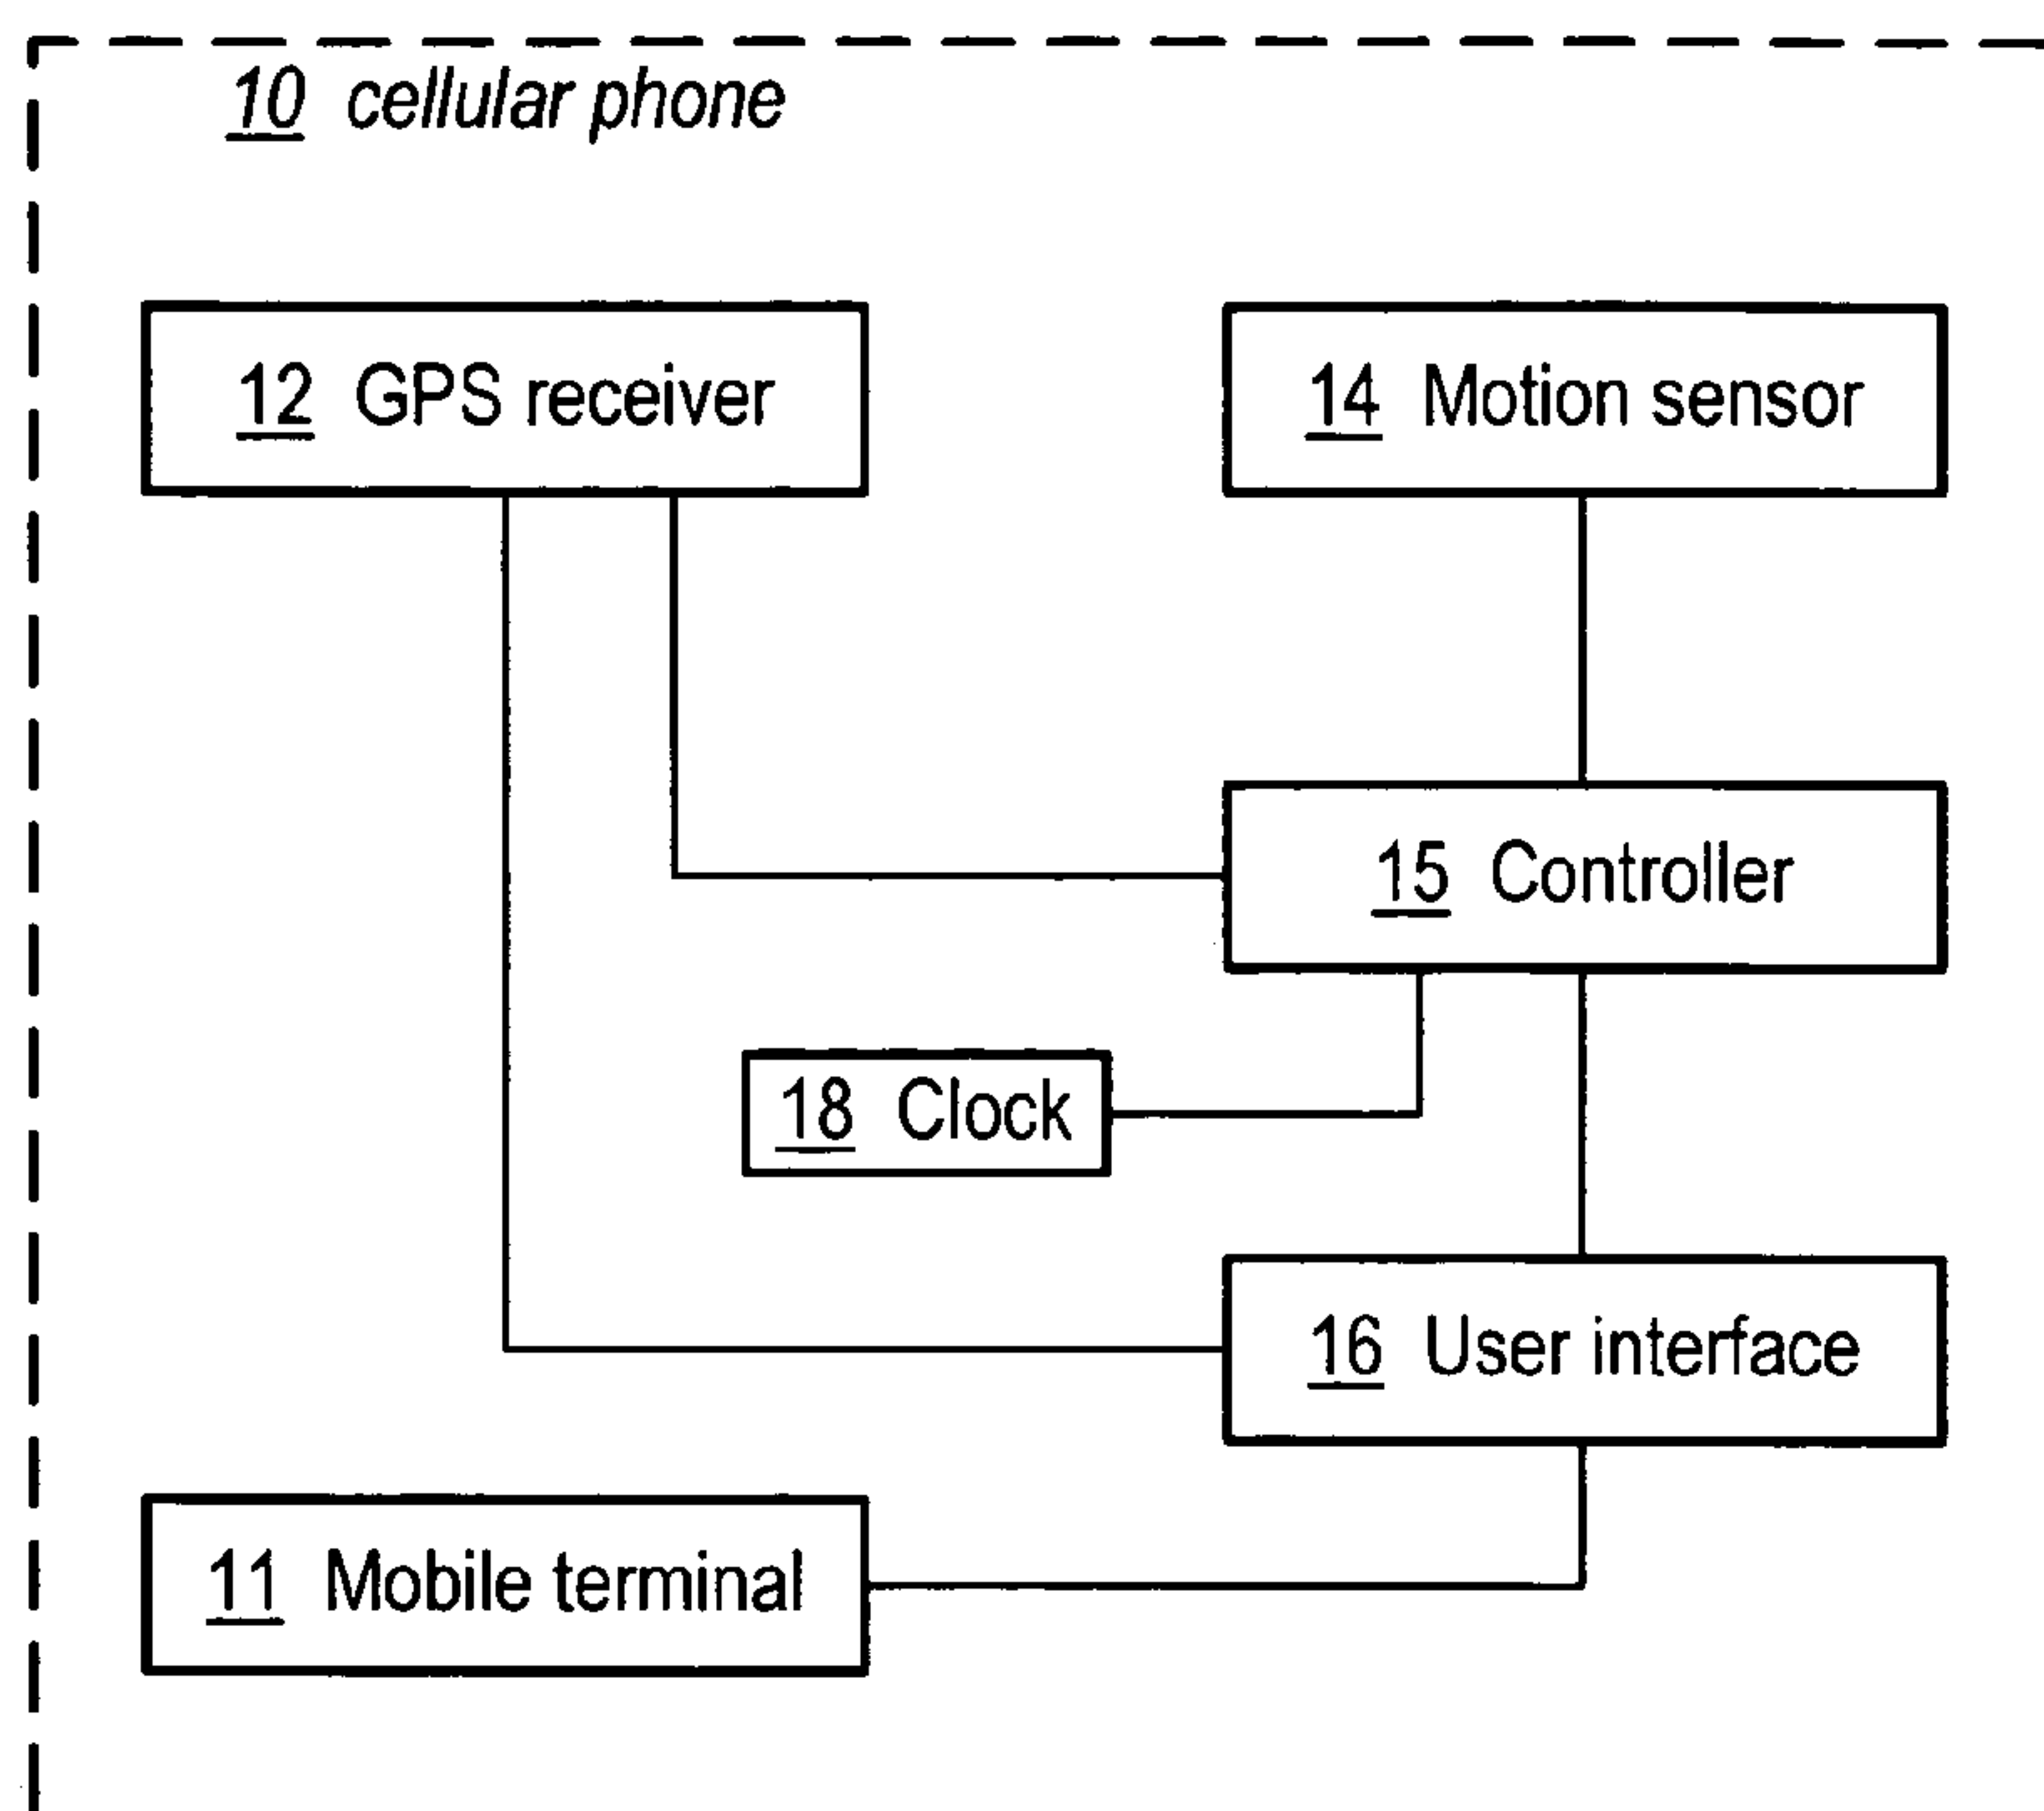 10 cellular phone
12 GPS receiver
14 Motion sensor
15 Controller
18 Clock
16 User interface
11 Mobile terminal